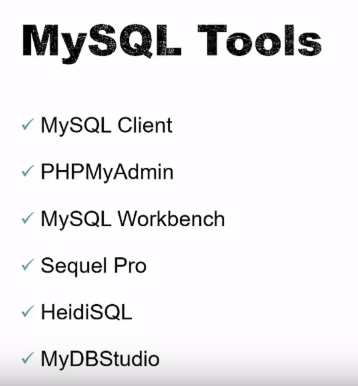 MySQL Tools
MySQL Client
PHPMyAdmin
MySQL Workbench
Sequel Pro
HeidiSQL
MyDBStudio